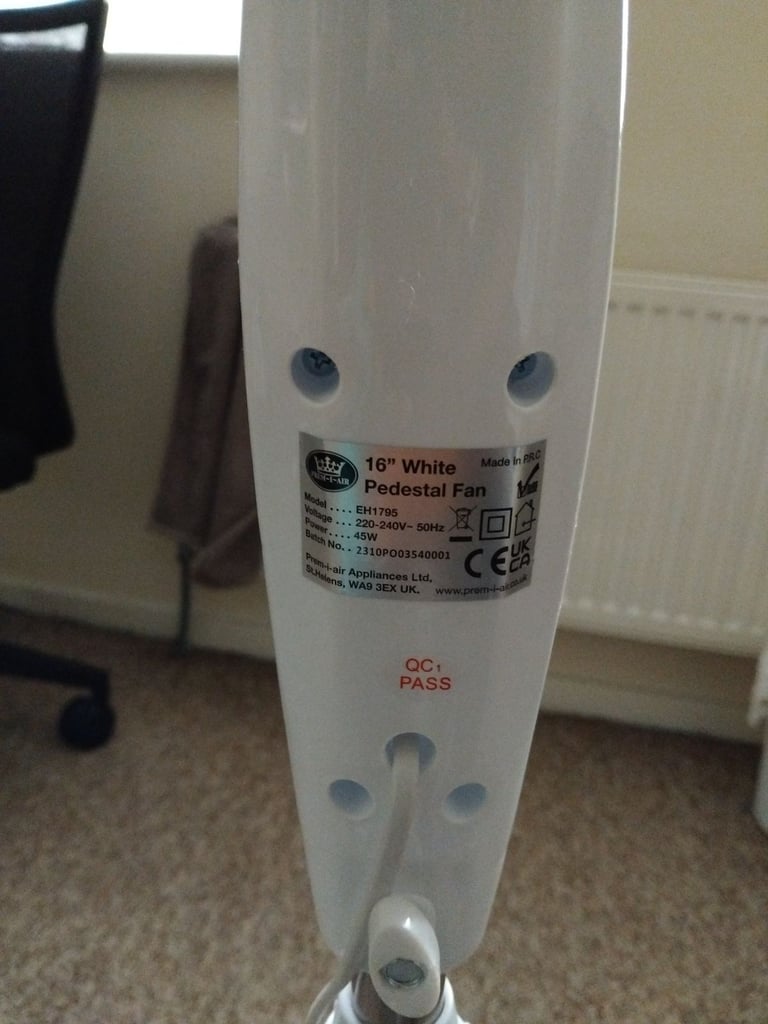 PREM-I-AIR
16” White
Pedestal Fan
Made In P.R.C
Model .... EH1795
Voltage ... 220-240V~ 50Hz
Power.... 45W
Batch No.. 2310PO03540001
Prem-i-air Appliances Ltd,
St.Helens, WA9 3EX UK.
CE
UK
CA
www.prem-i-air.co.uk
QC1
PASS